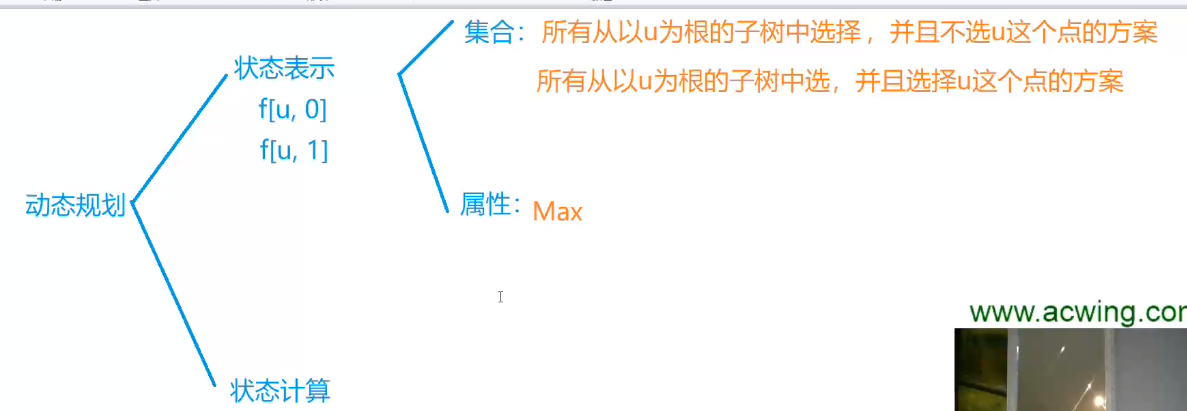 集合：所有从以u为根的子树中选择，并且不选u这个点的方案
状态表示
所有从以u为根的子树中选，并且选择u这个点的方案
f[u, 0]
f[u, 1]
动态规划
属性：Max
www.acwing.co
状态计算